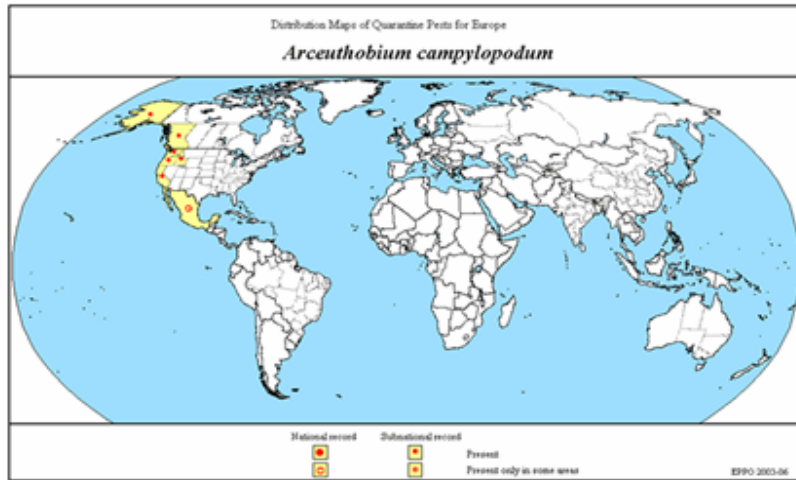 Distribution Maps of Quarantine Pests for Europe
Arceuthobium campylopodum
National record
Subnational record
Present
Present only in some areas
EPPO 2003-06